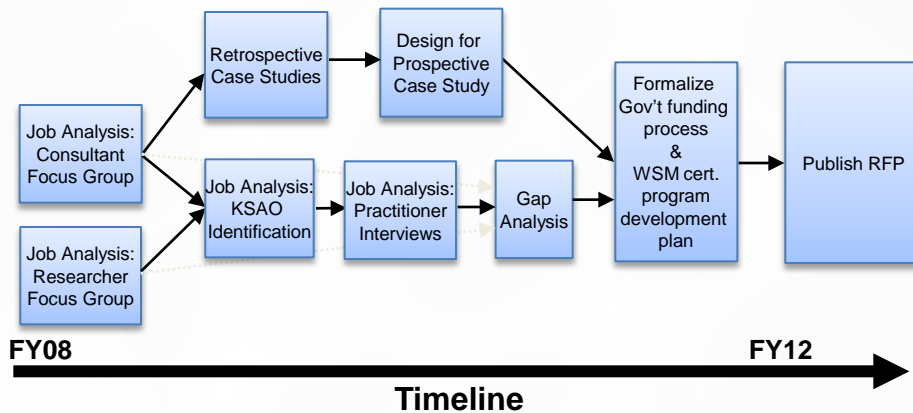 Job Analysis:
Consultant
Focus Group
Job Analysis:
Researcher
Focus Group
Retrospective
Case Studies
Design for
Prospective
Case Study
Job Analysis:
KSAO
Identification
Job Analysis:
Practitioner
Interviews
Gap
Analysis
Formalize
Gov't funding
process
&
WSM cert.
program
development
plan
Publish RFP
FY08
FY12
Timeline